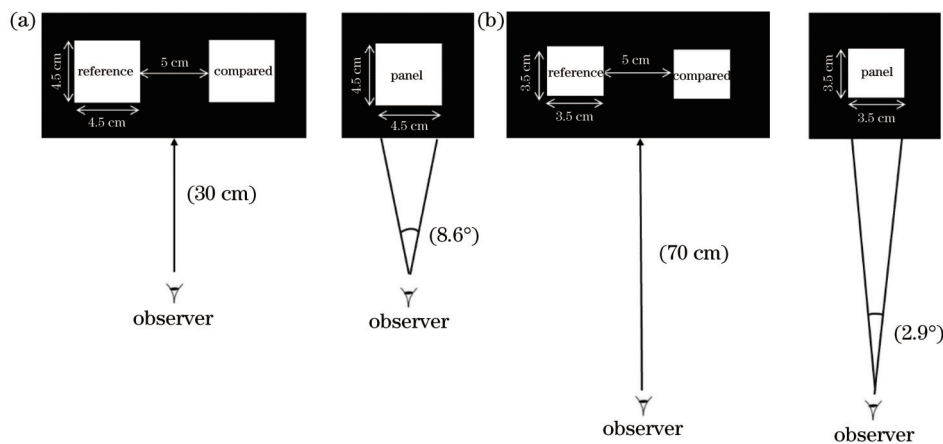 (a)
4.5 cm
reference
5 cm
compared
4.5 cm
(30 cm)
observer
4.5 cm
panel
4.5 cm
(8.6°)
observer
(b)
3.5 cm
reference
5 cm
compared
3.5 cm
(70 cm)
observer
3.5 cm
panel
3.5 cm
(2.9°)
observer